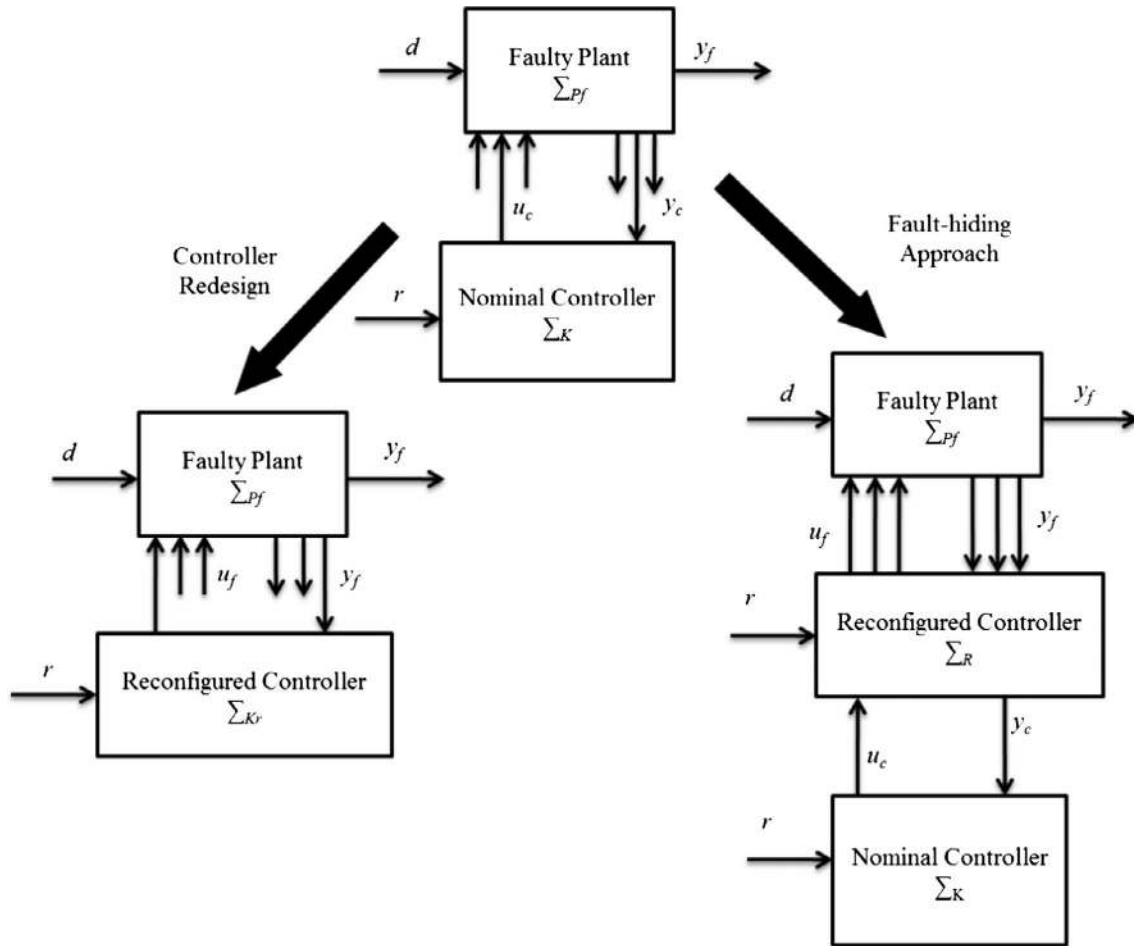 d
Faulty Plant
∑Pf
yf
uc
yc
Controller
Redesign
Fault-hiding
Approach
r
Nominal Controller
∑K
d
Faulty Plant
∑Pf
yf
uf
yf
r
Reconfigured Controller
∑Kr
d
Faulty Plant
∑Pf
yf
uf
yf
r
Reconfigured Controller
∑R
uc
yc
r
Nominal Controller
∑K